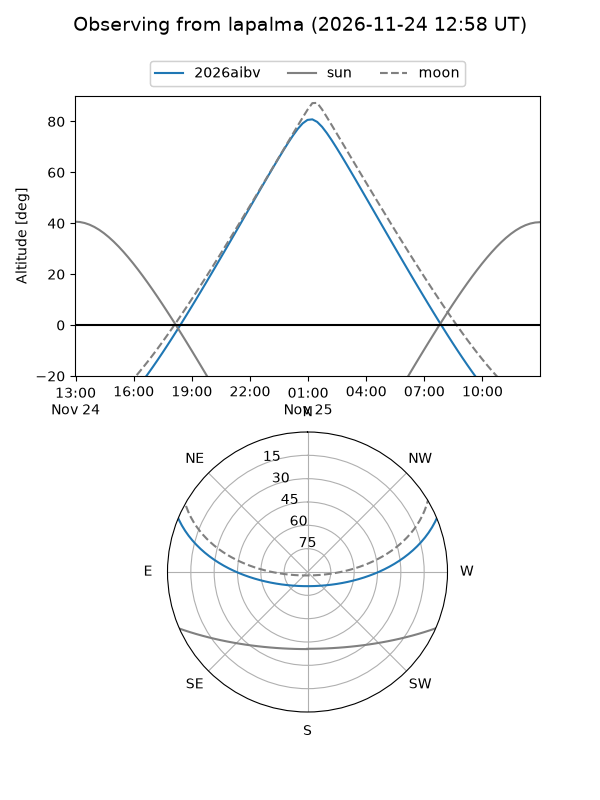 Observing from lapalma (2026-11-24 12:58 UT)
2026aibv sun moon
80
60
40
20
0
−20
Altitude [deg]
13:00 16:00 19:00 22:00 01:00 04:00 07:00 10:00
Nov 24 Nov 25
N
NE NW
15
30
45
60
75
E W
SE SW
S